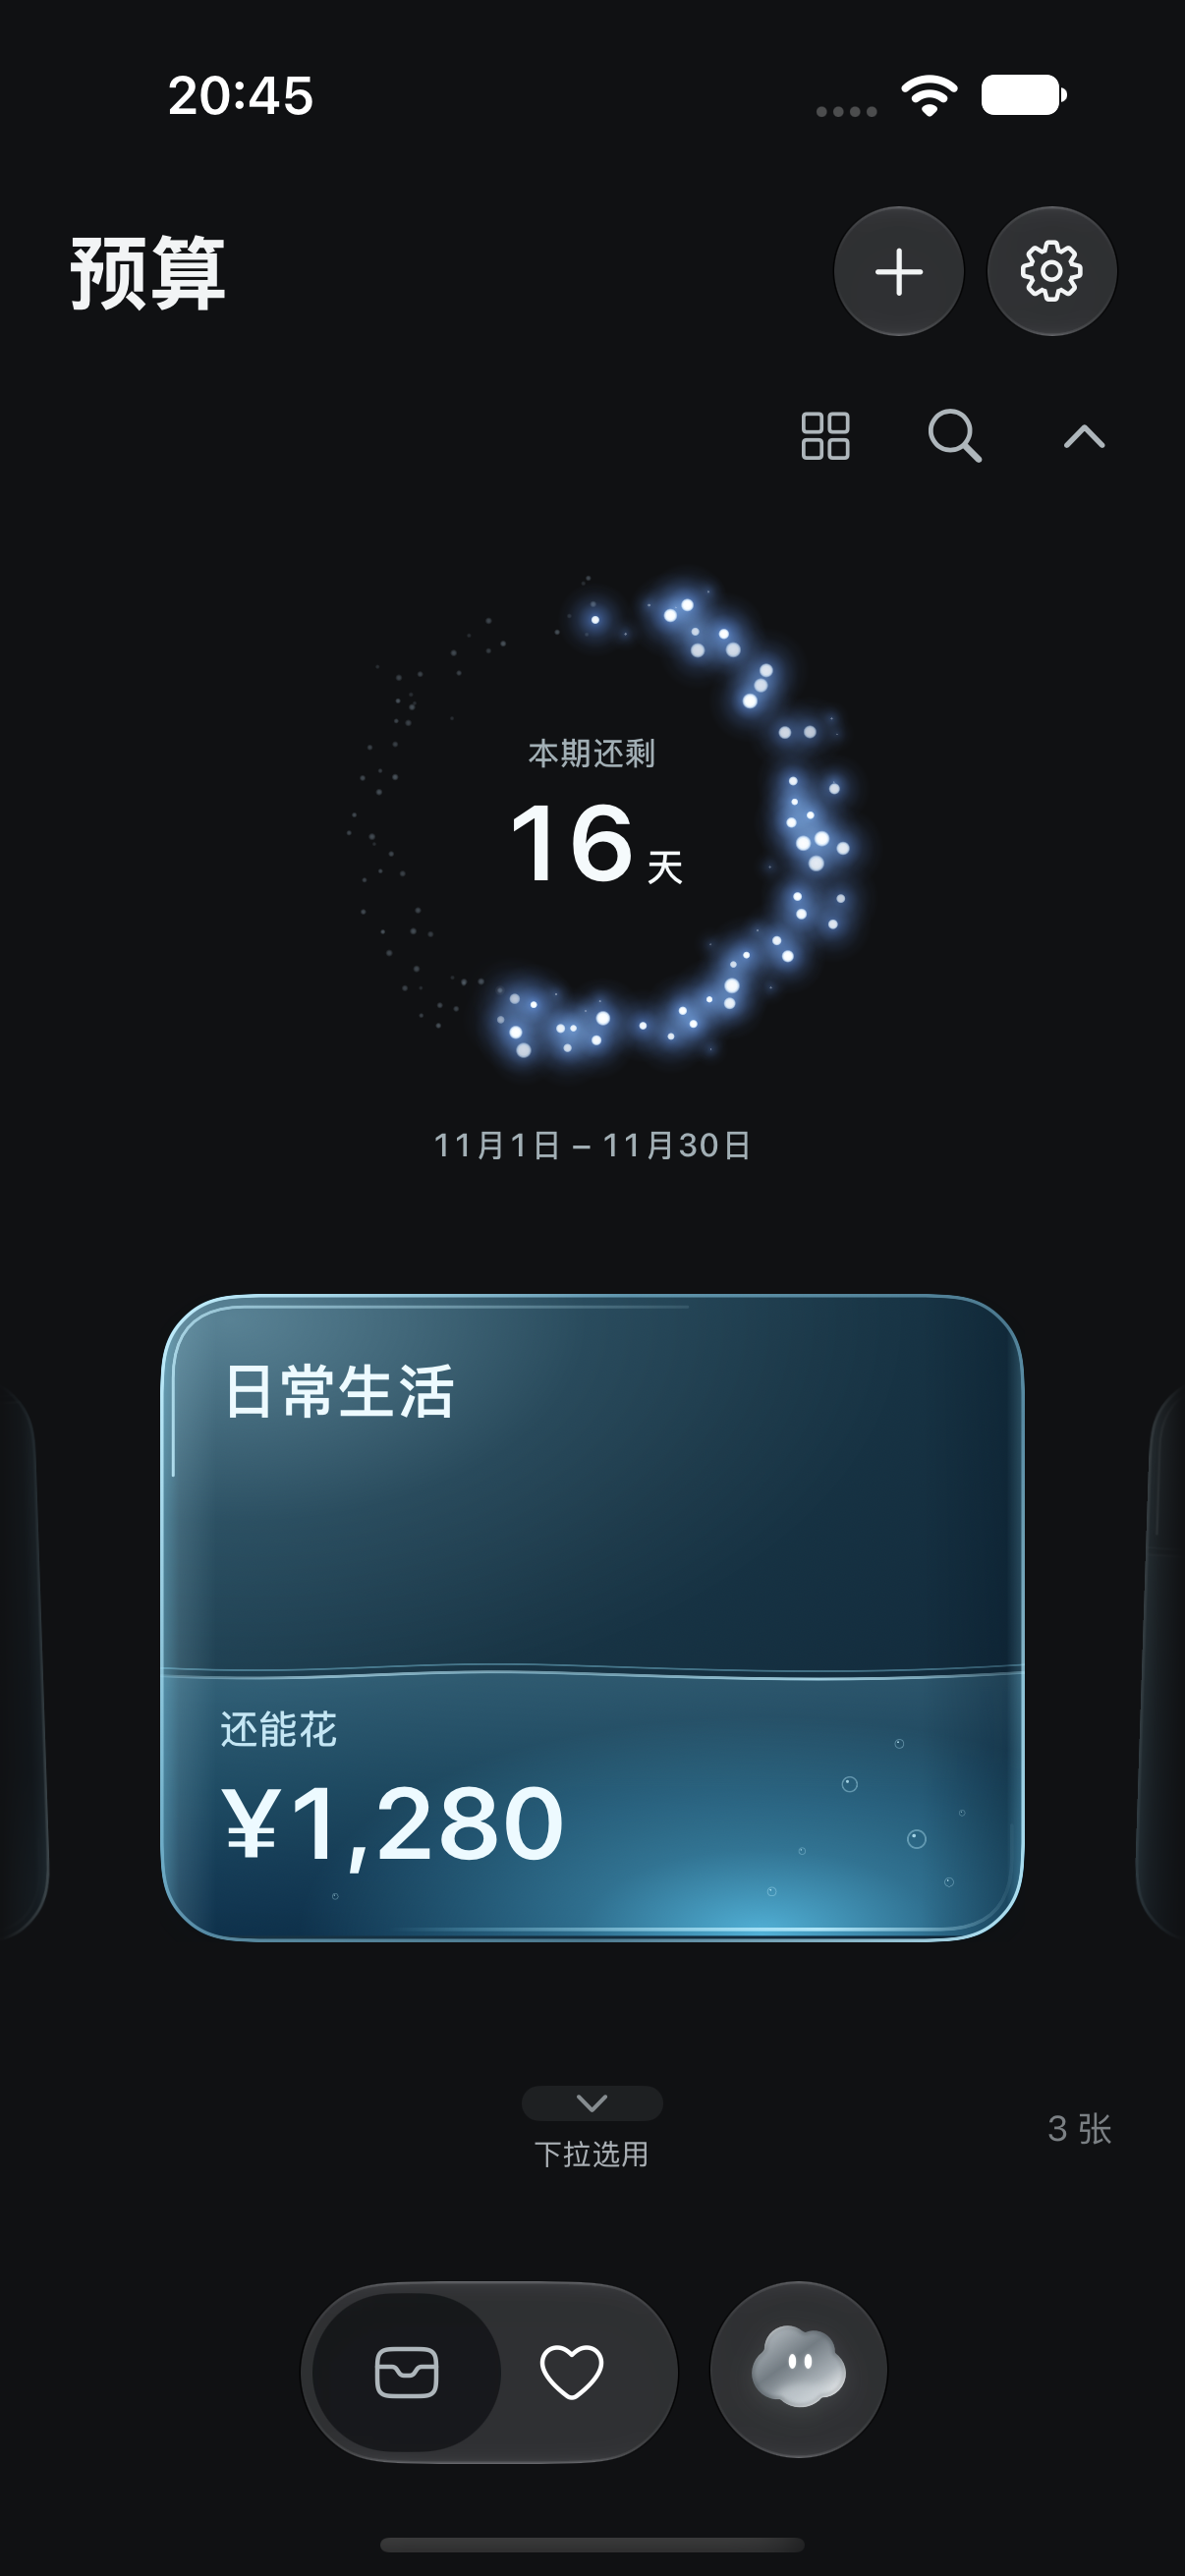 20:45
预算
本期还剩
16 天
11月1日 – 11月30日
日常生活
还能花
¥1,280
下拉选用
3 张